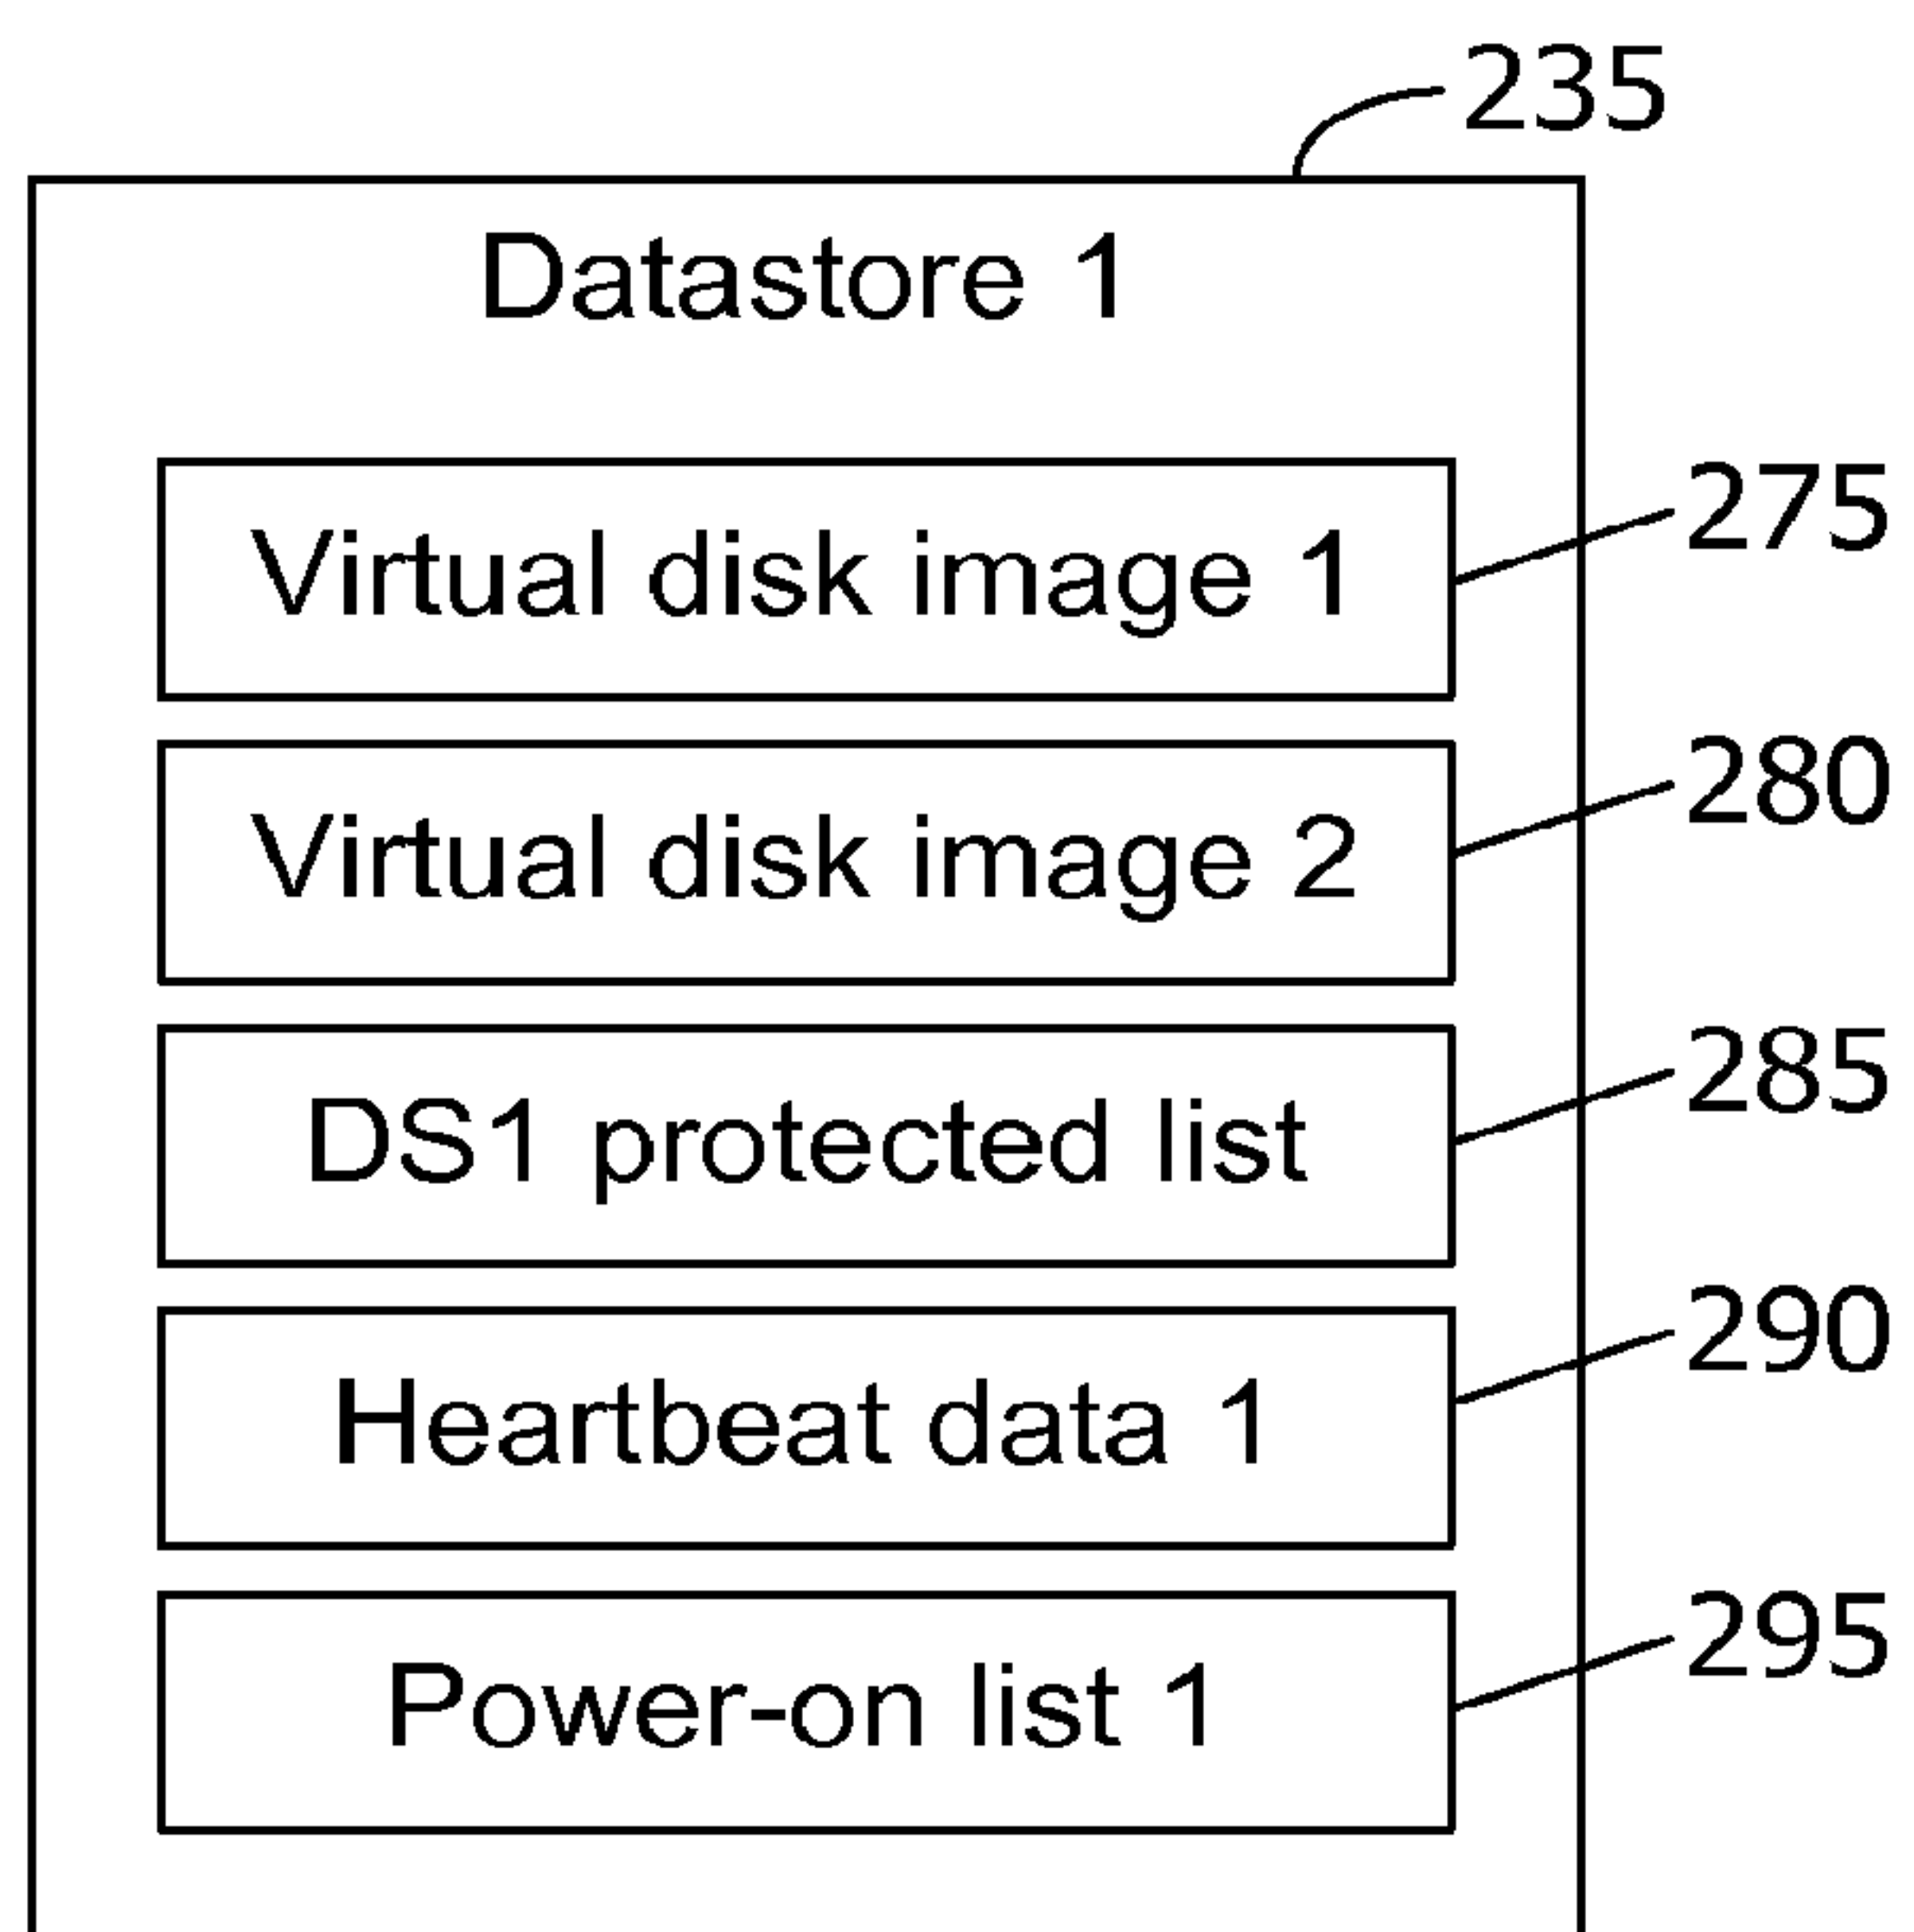 235
Datastore 1
275
Virtual disk image 1
280
Virtual disk image 2
285
DS1 protected list
290
Heartbeat data 1
295
Power-on list 1